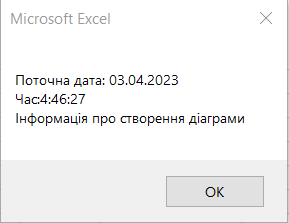 Microsoft Excel
Поточна дата: 03.04.2023
Час:4:46:27
Інформація про створення діаграми
OK